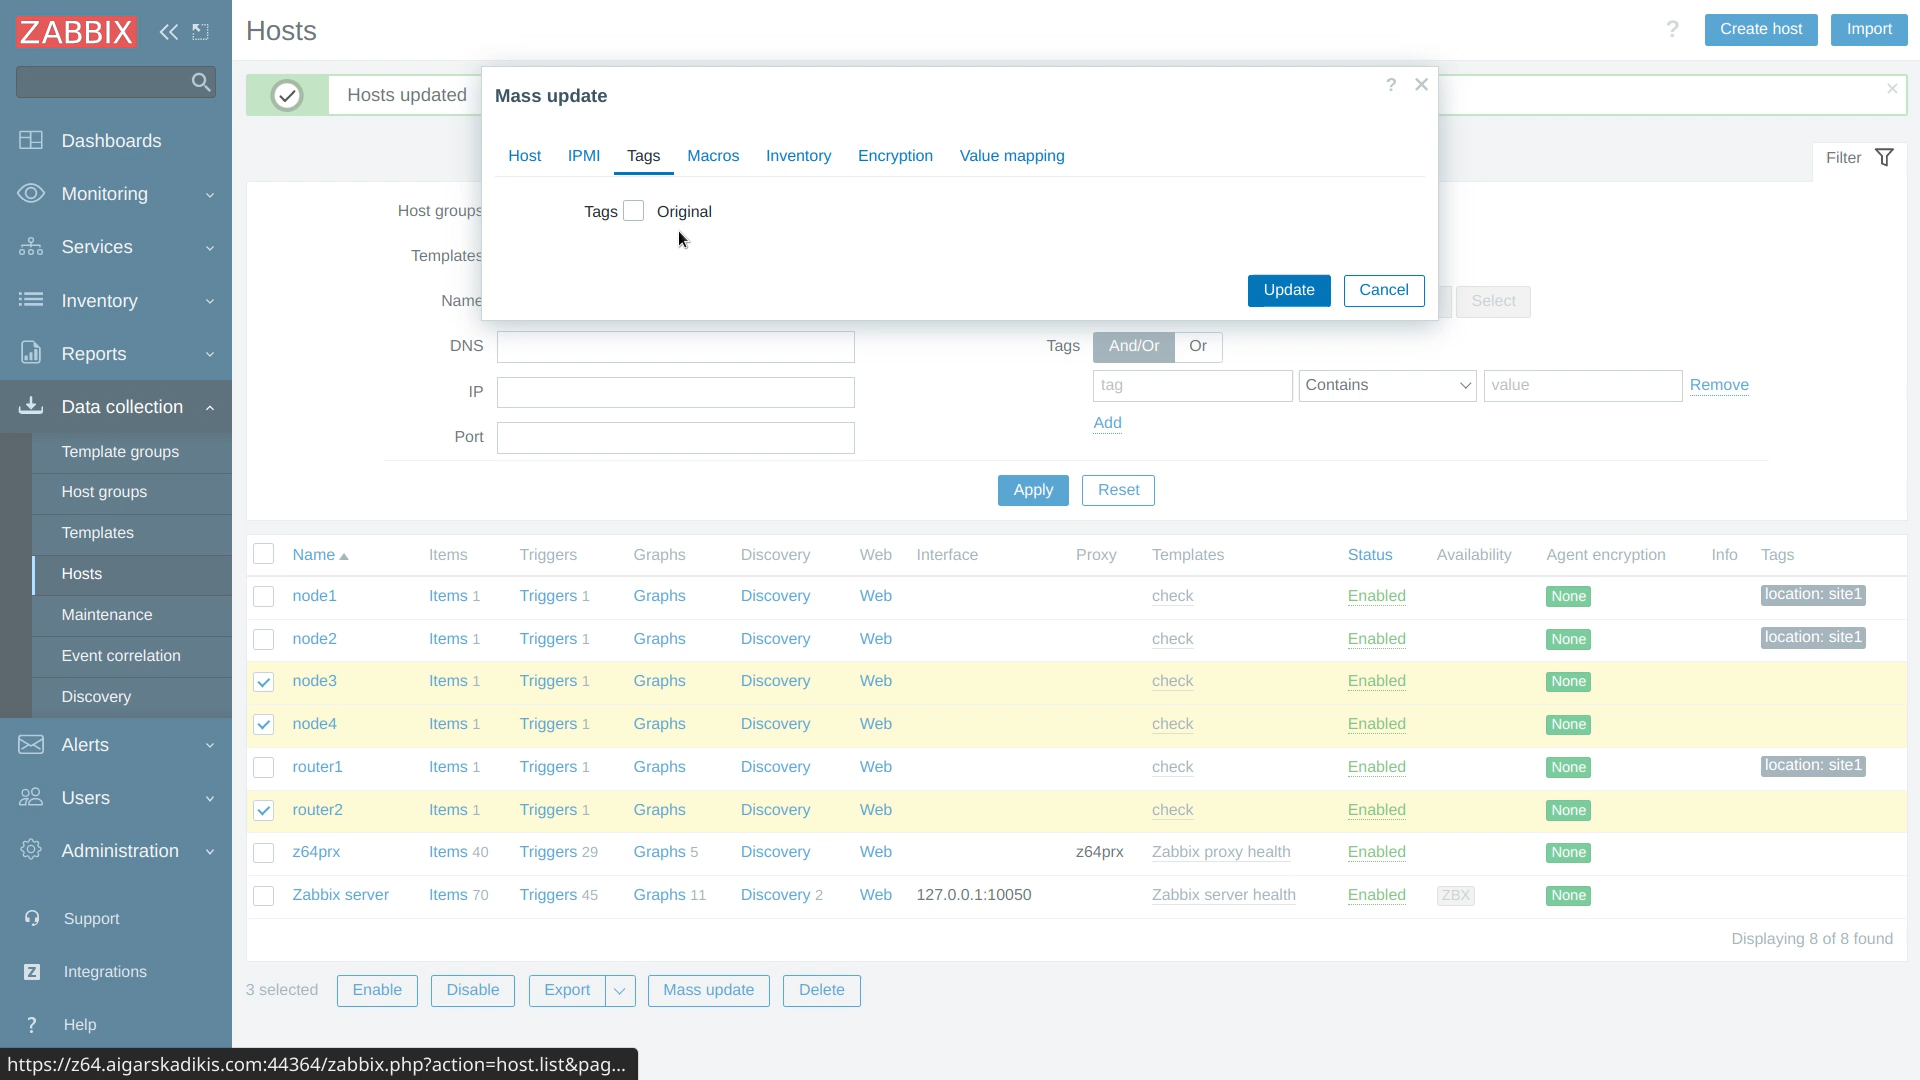 ZABBIX
Dashboards
Monitoring
Services
Inventory
Reports
Data collection
Template groups
Host groups
Templates
Hosts
Maintenance
Event correlation
Discovery
Alerts
Users
Administration
Support
Integrations
? Help
https://z64.aigarskadikis.com:44364/zabbix.php?action=host.list&pag...
Hosts
? Create host Import
Hosts updated
Mass update ?
Host IPMI Tags Macros Inventory Encryption Value mapping
Tags Original
Update Cancel
Filter
Host groups
Templates
Name Select
DNS
IP
Port
Tags And/Or Or
tag Contains value Remove
Add
Apply Reset
Name Items Triggers Graphs Discovery Web Interface Proxy Templates Status Availability Agent encryption Info Tags
node1 Items 1 Triggers 1 Graphs Discovery Web check Enabled None location: site1
node2 Items 1 Triggers 1 Graphs Discovery Web check Enabled None location: site1
node3 Items 1 Triggers 1 Graphs Discovery Web check Enabled None
node4 Items 1 Triggers 1 Graphs Discovery Web check Enabled None
router1 Items 1 Triggers 1 Graphs Discovery Web check Enabled None location: site1
router2 Items 1 Triggers 1 Graphs Discovery Web check Enabled None
z64prx Items 40 Triggers 29 Graphs 5 Discovery Web z64prx Zabbix proxy health Enabled None
Zabbix server Items 70 Triggers 45 Graphs 11 Discovery 2 Web 127.0.0.1:10050 Zabbix server health Enabled ZBX None
Displaying 8 of 8 found
3 selected Enable Disable Export Mass update Delete